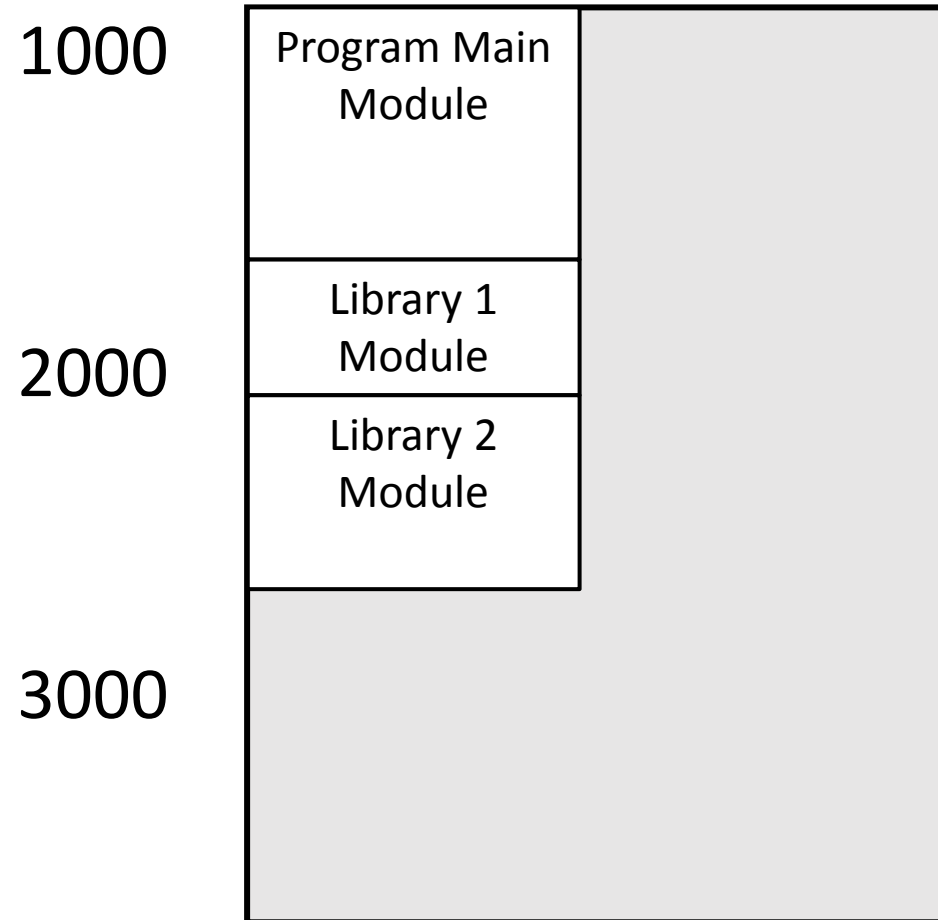 1000
Program Main
Module
Library 1
Module
2000
Library 2
Module
3000